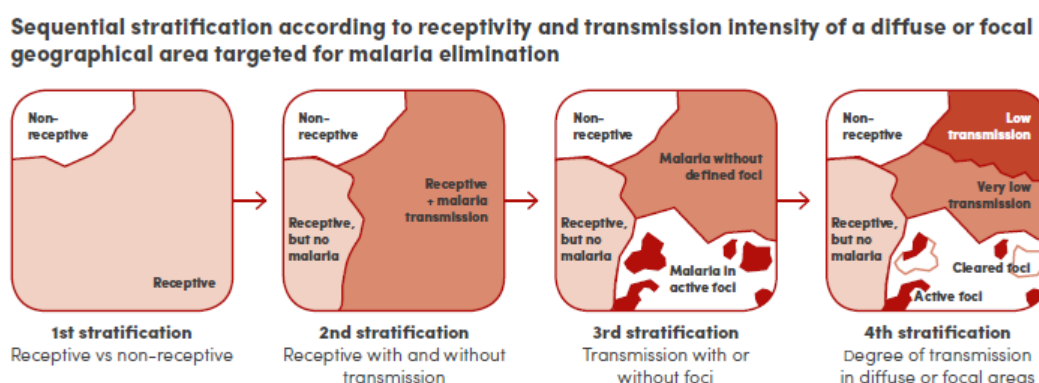 Sequential stratification according to receptivity and transmission intensity of a diffuse or focal
geographical area targeted for malaria elimination
Non-
receptive
Receptive
1st stratification
Receptive vs non-receptive
Non-
receptive
Receptive
+ malaria
transmission
Receptive,
but no
malaria
2nd stratification
Receptive with and without
transmission
Non-
receptive
Malaria without
defined foci
Receptive,
but no
malaria
Malaria in
active foci
3rd stratification
Transmission with or
without foci
Non-
receptive
Low
transmission
Very low
transmission
Receptive,
but no
malaria
Cleared foci
Active foci
4th stratification
Degree of transmission
in diffuse or focal areas